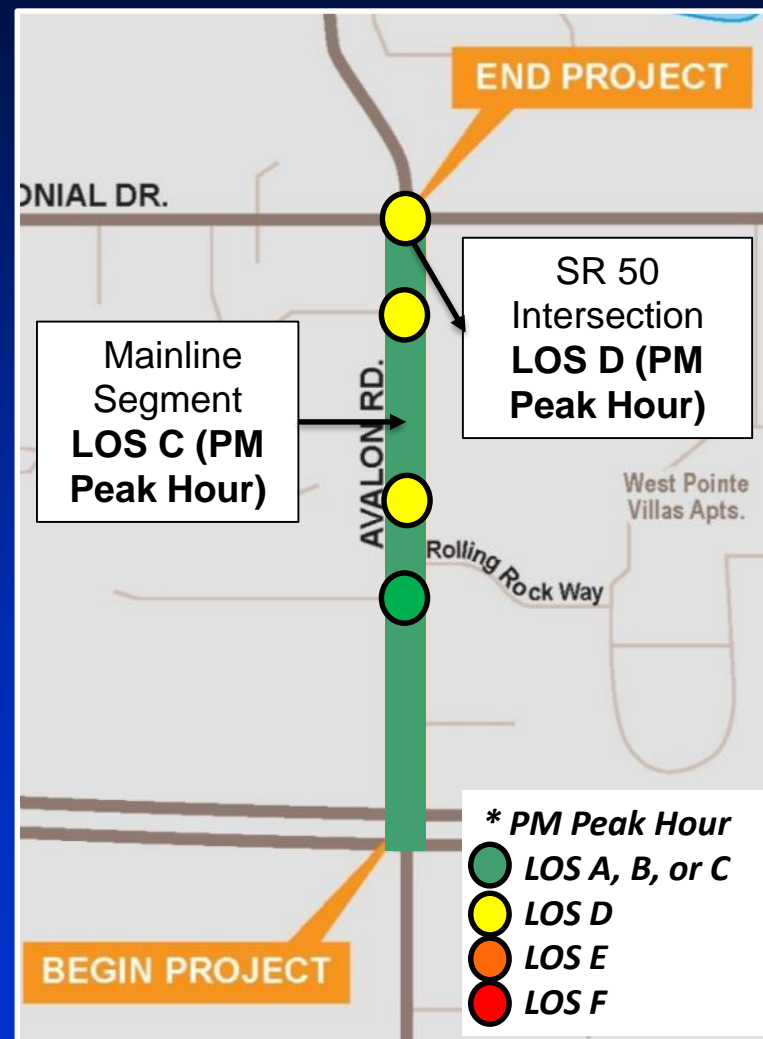 END PROJECT
ONIAL DR.
SR 50
Intersection
LOS D (PM
Peak Hour)
Mainline
Segment
LOS C (PM
Peak Hour)
AVALON RD.
West Pointe
Villas Apts.
Rolling Rock Way
* PM Peak Hour
LOS A, B, or C
LOS D
LOS E
LOS F
BEGIN PROJECT